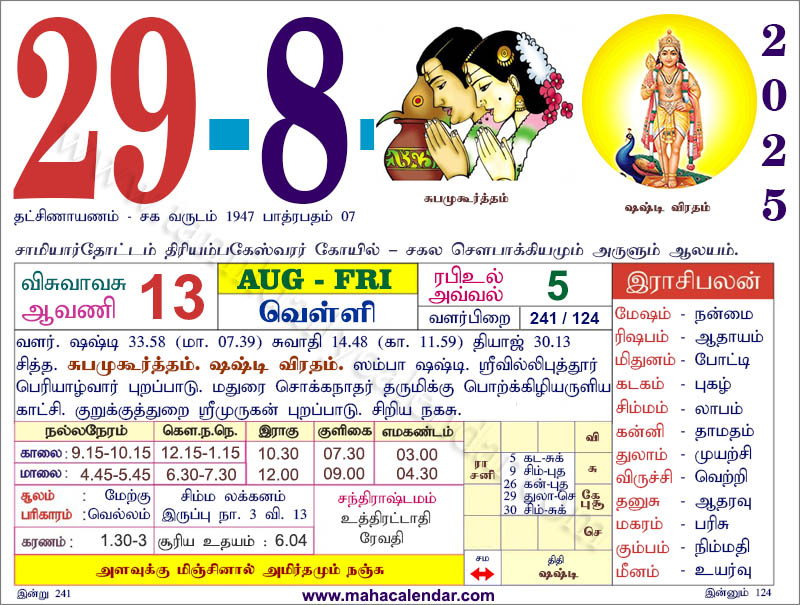 29-8-
2025
சுபமுகூர்த்தம்
ஷஷ்டி விரதம்
தட்சிணாயணம் - சக வருடம் 1947 பாத்ரபதம் 07
சாமியார்தோட்டம் திரியம்பகேஸ்வரர் கோயில் – சகல சௌபாக்கியமும் அருளும் ஆலயம்.
விசுவாவசு
ஆவணி 13
AUG - FRI
வெள்ளி
ரபிஉல்
அவ்வல் 5
வளர்பிறை 241 / 124
வளர். ஷஷ்டி 33.58 (மா. 07.39) சுவாதி 14.48 (கா. 11.59) தியாஜ் 30.13
சித்த. சுபமுகூர்த்தம். ஷஷ்டி விரதம். ஸம்பா ஷஷ்டி. ஸ்ரீவில்லிபுத்தூர்
பெரியாழ்வார் புறப்பாடு. மதுரை சொக்கநாதர் தருமிக்கு பொற்கிழியருளிய
காட்சி. குறுக்குத்துறை ஸ்ரீமுருகன் புறப்பாடு. சிறிய நகசு.
இராசிபலன்
மேஷம் - நன்மை
ரிஷபம் - ஆதாயம்
மிதுனம் - போட்டி
கடகம் - புகழ்
சிம்மம் - லாபம்
கன்னி - தாமதம்
துலாம் - முயற்சி
விருச்சி - வெற்றி
தனுசு - ஆதரவு
மகரம் - பரிசு
கும்பம் - நிம்மதி
மீனம் - உயர்வு
நல்லநேரம் கௌ.ந.நெ. இராகு குளிகை எமகண்டம்
காலை: 9.15-10.15 12.15-1.15 10.30 07.30 03.00
மாலை: 4.45-5.45 6.30-7.30 12.00 09.00 04.30
சூலம் : மேற்கு
பரிகாரம் : வெல்லம்
சிம்ம லக்கனம்
இருப்பு நா. 3 வி. 13
சந்திராஷ்டமம்
உத்திரட்டாதி
ரேவதி
கரணம் : 1.30-3 சூரிய உதயம் : 6.04
ரா
சனி
5 கட-சுக்
9 சிம்-புத
26 கன்-புத
29 துலா-செ
30 சிம்-சுக்
வி
சு
கே
பூசு
செ
சம
திதி
ஷஷ்டி
அளவுக்கு மிஞ்சினால் அமிர்தமும் நஞ்சு
இன்று 241
www.mahacalendar.com
இன்னும் 124